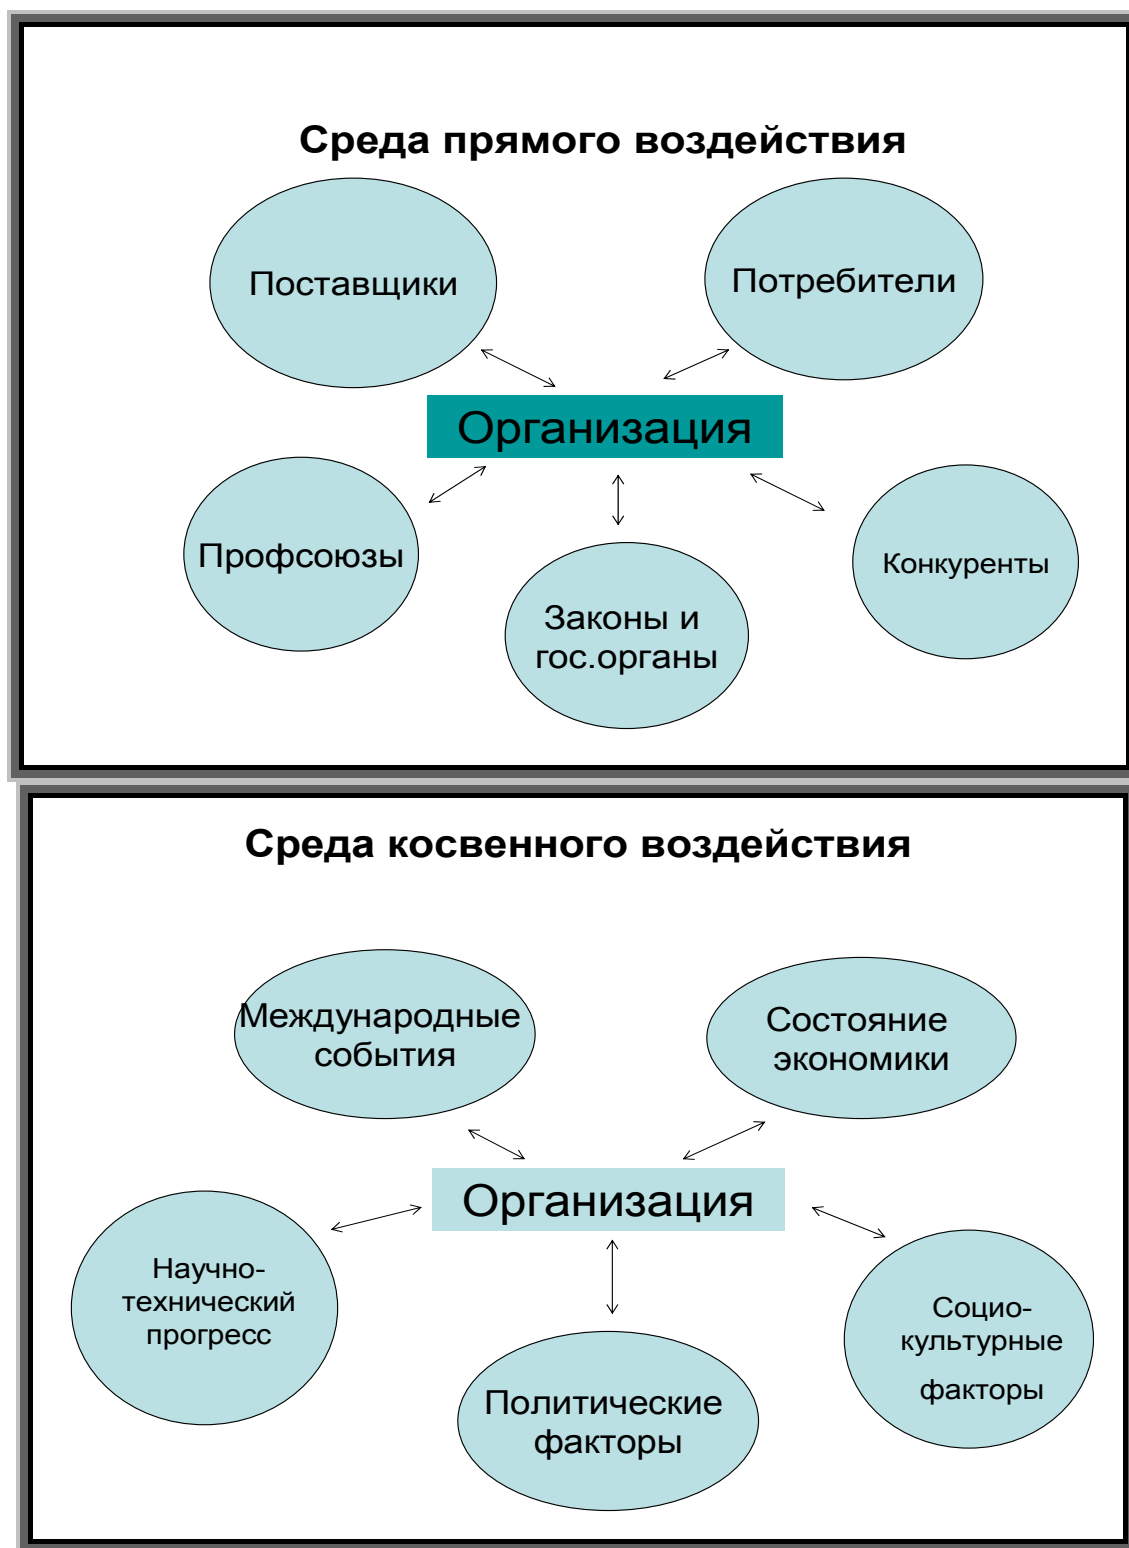 Среда прямого воздействия
Поставщики
Потребители
Организация
Профсоюзы
Законы и
гос.органы
Конкуренты
Среда косвенного воздействия
Международные
события
Состояние
экономики
Организация
Научно-
технический
прогресс
Политические
факторы
Социо-
культурные
факторы